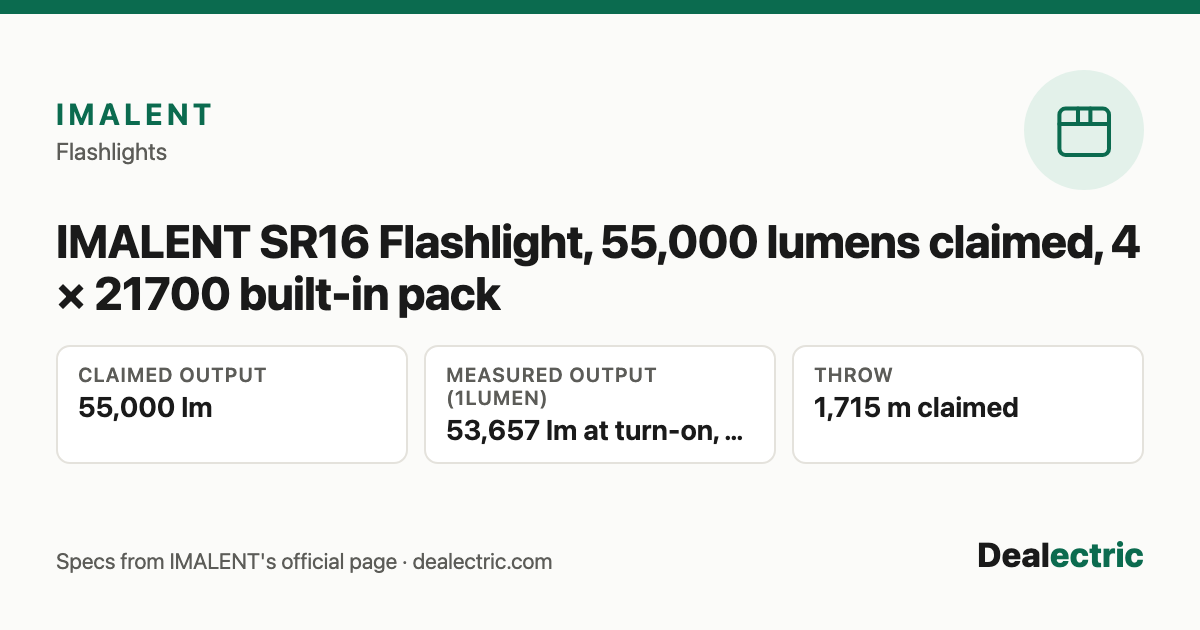 IMALENT
Flashlights
IMALENT SR16 Flashlight, 55,000 lumens claimed, 4
× 21700 built-in pack
CLAIMED OUTPUT
55,000 lm
MEASURED OUTPUT
(1LUMEN)
53,657 lm at turn-on, ...
THROW
1,715 m claimed
Specs from IMALENT's official page · dealectric.com
Dealectric